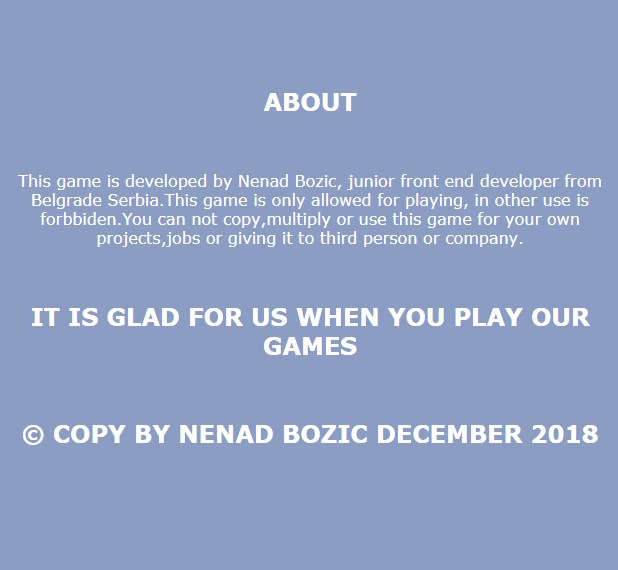 ABOUT
This game is developed by Nenad Bozic, junior front end developer from
Belgrade Serbia.This game is only allowed for playing, in other use is
forbbiden.You can not copy,multiply or use this game for your own
projects,jobs or giving it to third person or company.
IT IS GLAD FOR US WHEN YOU PLAY OUR
GAMES
© COPY BY NENAD BOZIC DECEMBER 2018